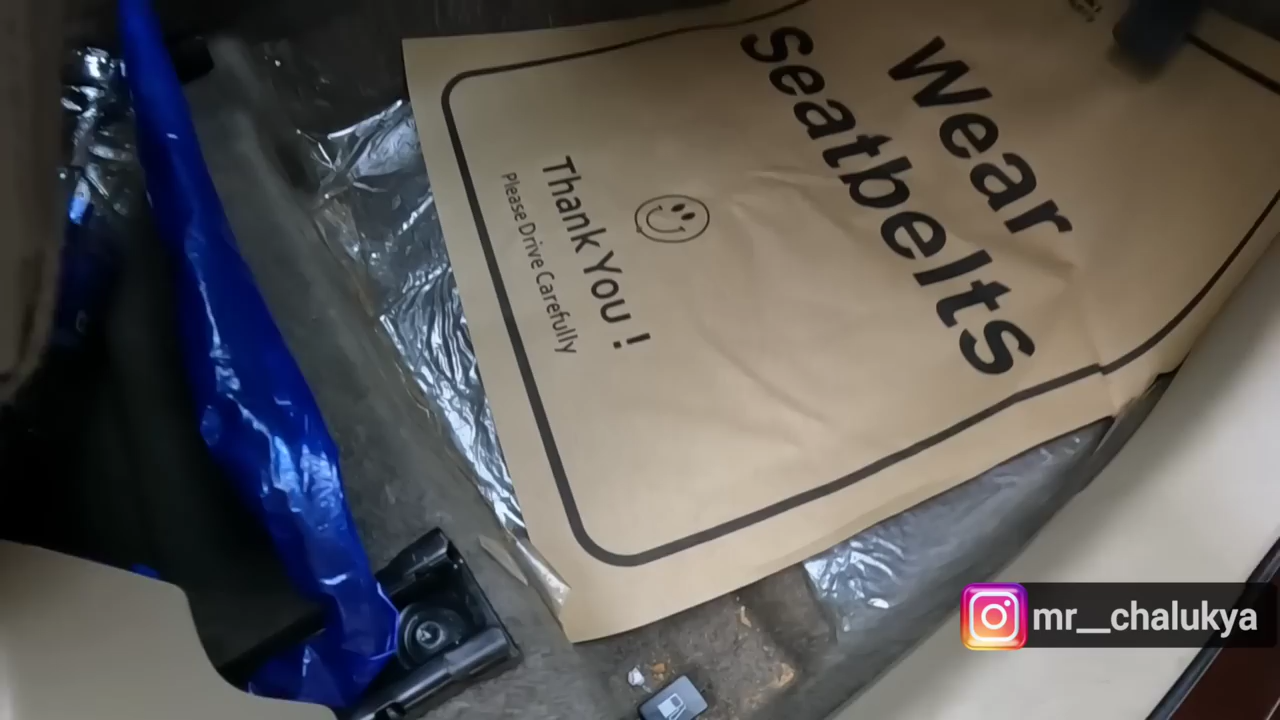 Wear
seatbelts
Thank You !
Please Drive Carefully
mr__chalukya